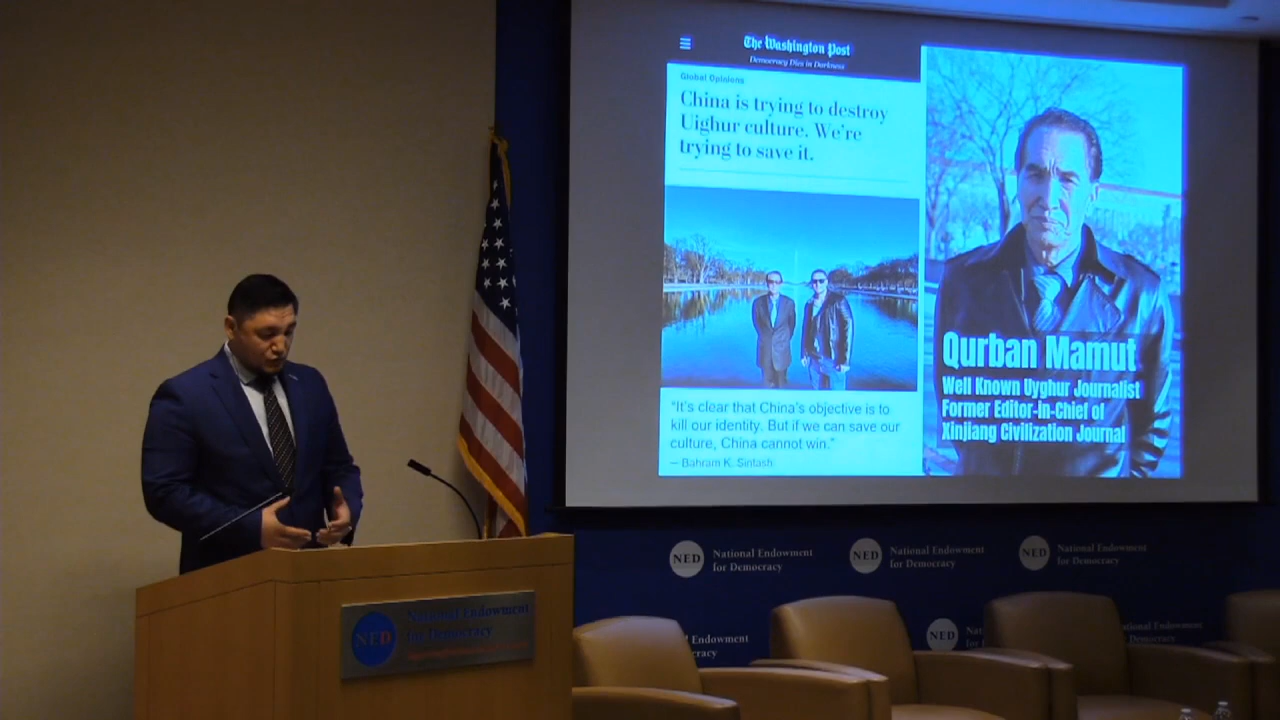 The Washington Post
Democracy Dies in Darkness
Global Opinions
China is trying to destroy
Uighur culture. We're
trying to save it.
"It's clear that China's objective is to
kill our identity. But if we can save our
culture, China cannot win."
— Bahram K. Sintash
Qurban Mamut
Well Known Uyghur Journalist
Former Editor-in-Chief of
Xinjiang Civilization Journal
NED
National Endowment
for Democracy
NED
National Endowment
for Democracy
NED
National Endowment
for Democracy
NED
National Endowment
for Democracy
Endowment
cracy
NED